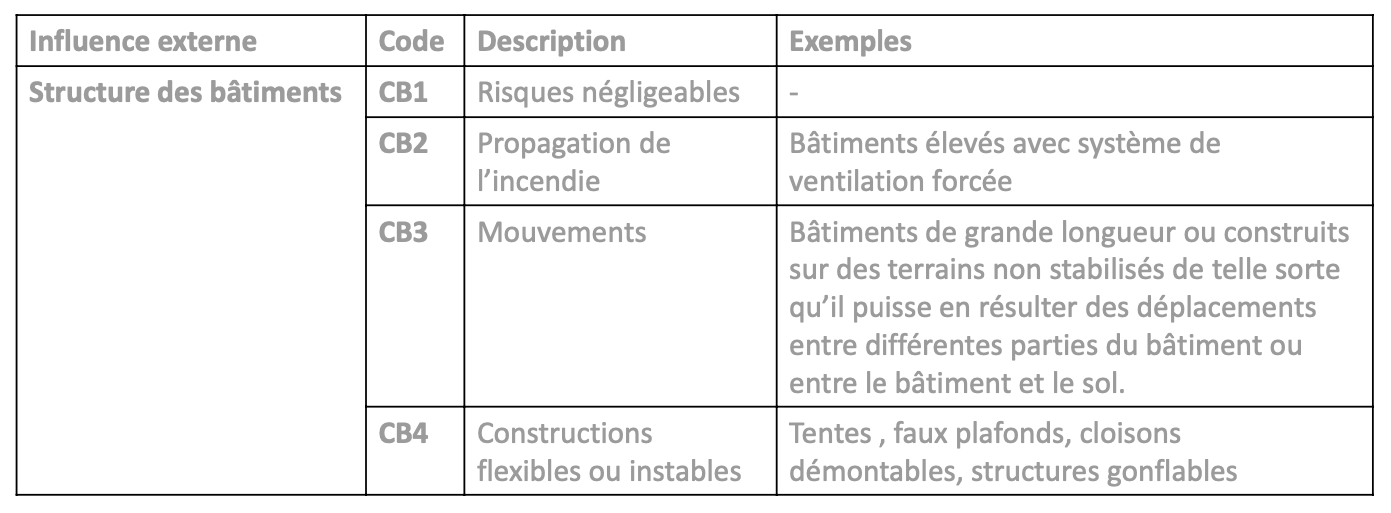 Influence externe Code Description Exemples
Structure des bâtiments CB1 Risques négligeables -
CB2 Propagation de Bâtiments élevés avec système de
l’incendie ventilation forcée
CB3 Mouvements Bâtiments de grande longueur ou construits
sur des terrains non stabilisés de telle sorte
qu’il puisse en résulter des déplacements
entre différentes parties du bâtiment ou
entre le bâtiment et le sol.
CB4 Constructions Tentes , faux plafonds, cloisons
flexibles ou instables démontables, structures gonflables